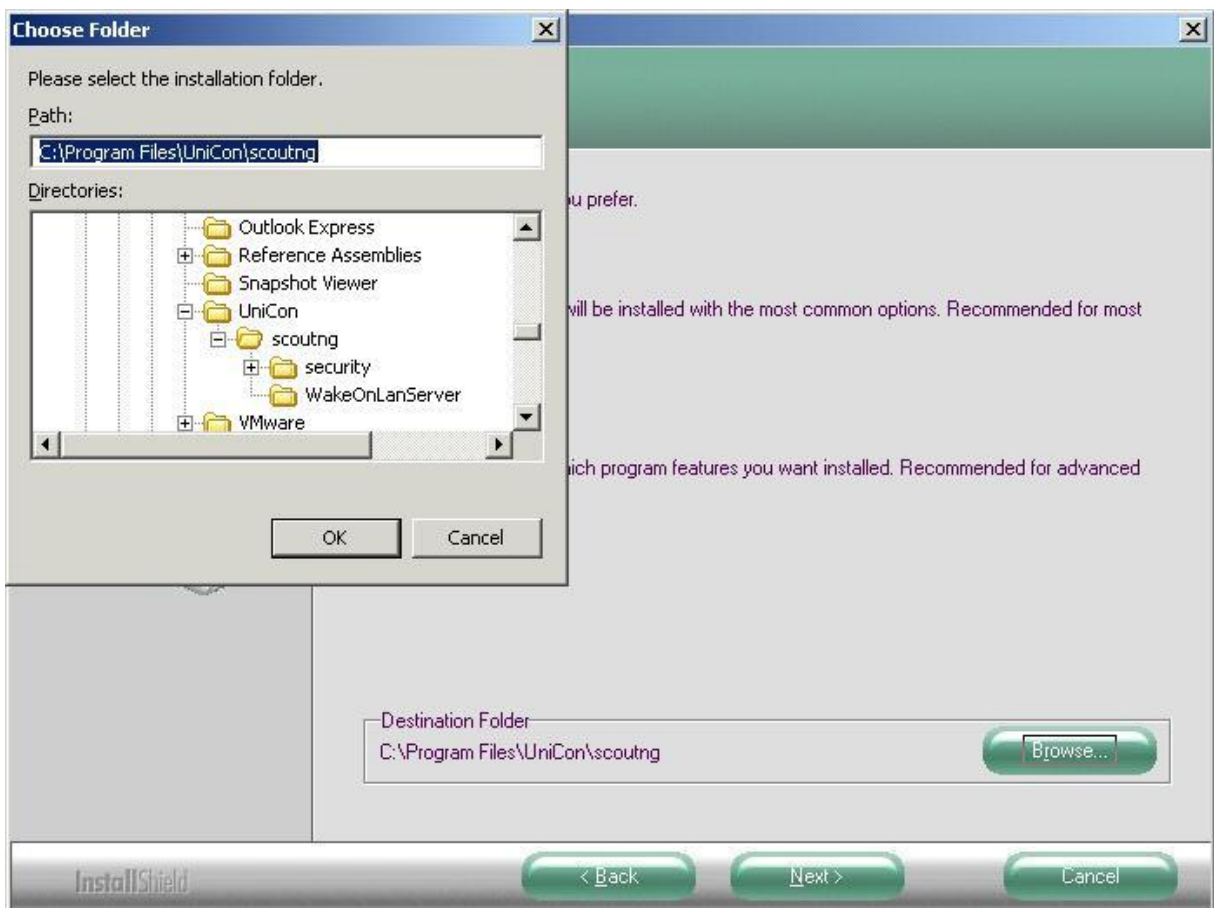 Choose Folder
Please select the installation folder.
Path:
C:\Program Files\UniCon\scoutng
Directories:
Outlook Express
Reference Assemblies
Snapshot Viewer
UniCon
scoutng
security
WakeOnLanServer
VMware
OK Cancel
prefer.
will be installed with the most common options. Recommended for most
program features you want installed. Recommended for advanced
Destination Folder
C:\Program Files\UniCon\scoutng
Browse...
InstallShield
< Back Next > Cancel